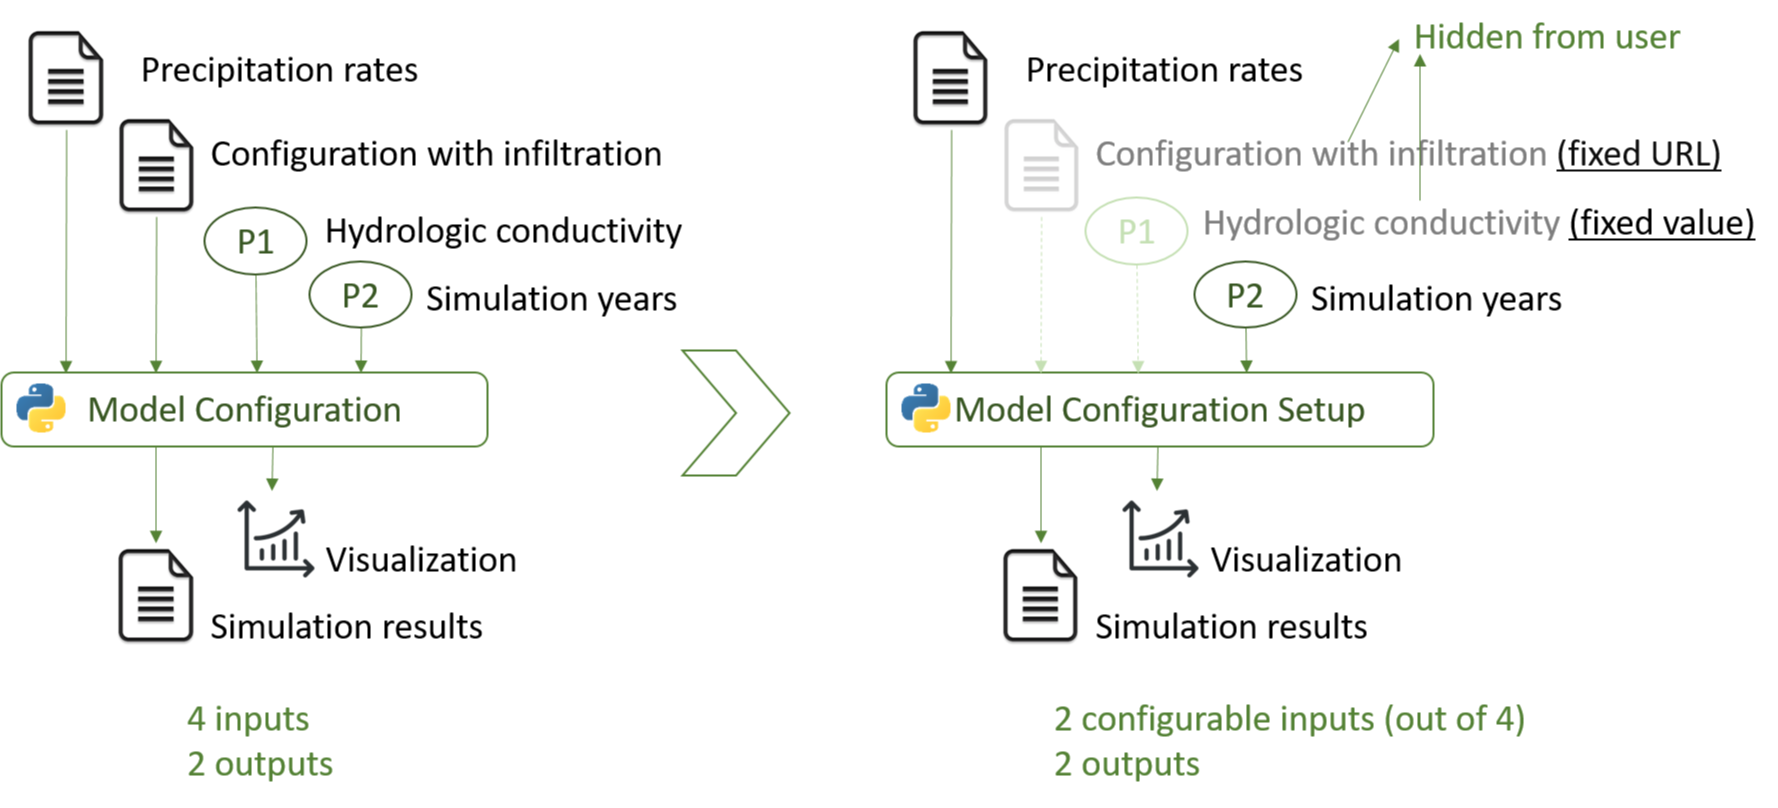 Precipitation rates
Configuration with infiltration
P1
Hydrologic conductivity
P2
Simulation years
Model Configuration
Visualization
Simulation results
4 inputs
2 outputs
Hidden from user
Precipitation rates
Configuration with infiltration (fixed URL)
P1
Hydrologic conductivity (fixed value)
P2
Simulation years
Model Configuration Setup
Visualization
Simulation results
2 configurable inputs (out of 4)
2 outputs